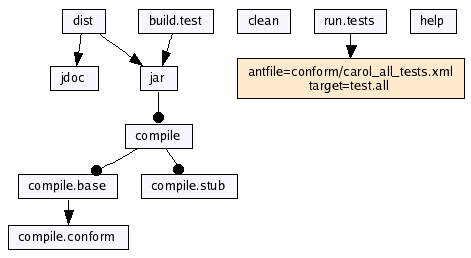 dist
build.test
clean
run.tests
help
jdoc
jar
antfile=conform/carol_all_tests.xml
target=test.all
compile
compile.base
compile.stub
compile.conform